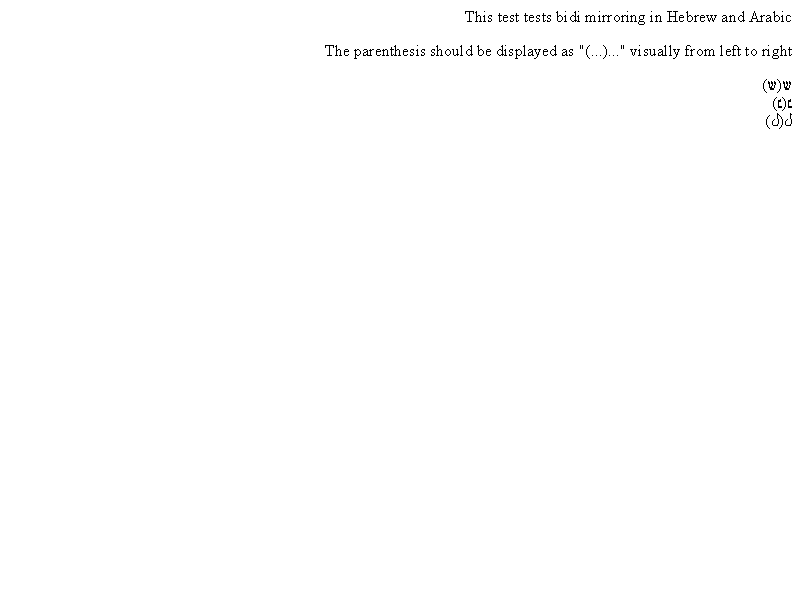 This test tests bidi mirroring in Hebrew and Arabic
The parenthesis should be displayed as "(...)..." visually from left to right
ש(ש)